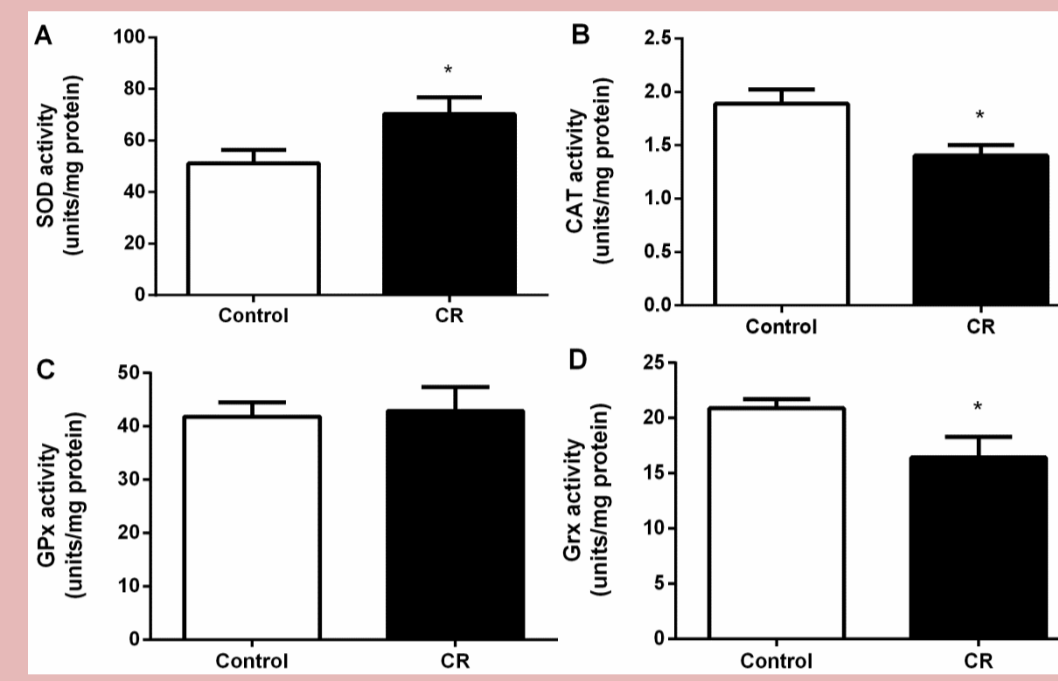 A
SOD activity
(units/mg protein)
100
80
60
40
20
0
*
Control CR
B
CAT activity
(units/mg protein)
2.5
2.0
1.5
1.0
0.5
0.0
*
Control CR
C
GPx activity
(units/mg protein)
50
40
30
20
10
0
Control CR
D
Grx activity
(units/mg protein)
25
20
15
10
5
0
*
Control CR